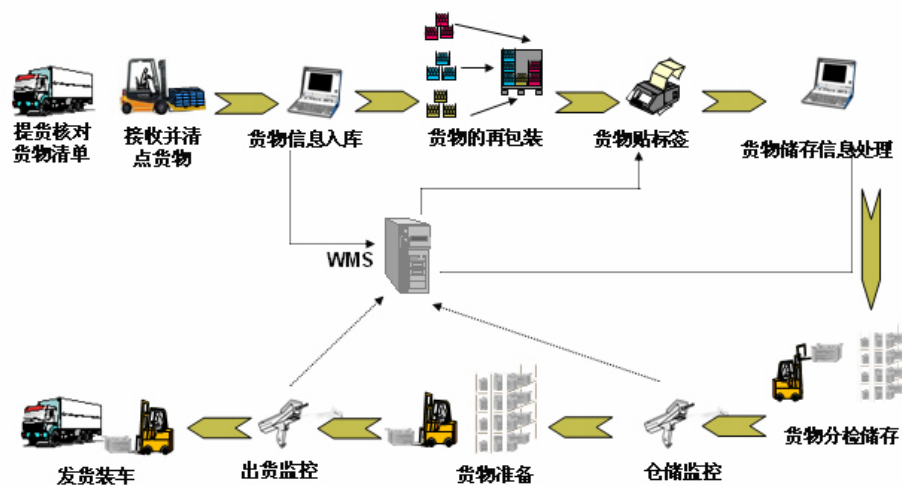 提货核对
货物清单
接收并清
点货物
货物信息入库
货物的再包装
货物贴标签
货物储存信息处理
WMS
货物分检储存
仓储监控
货物准备
出货监控
发货装车